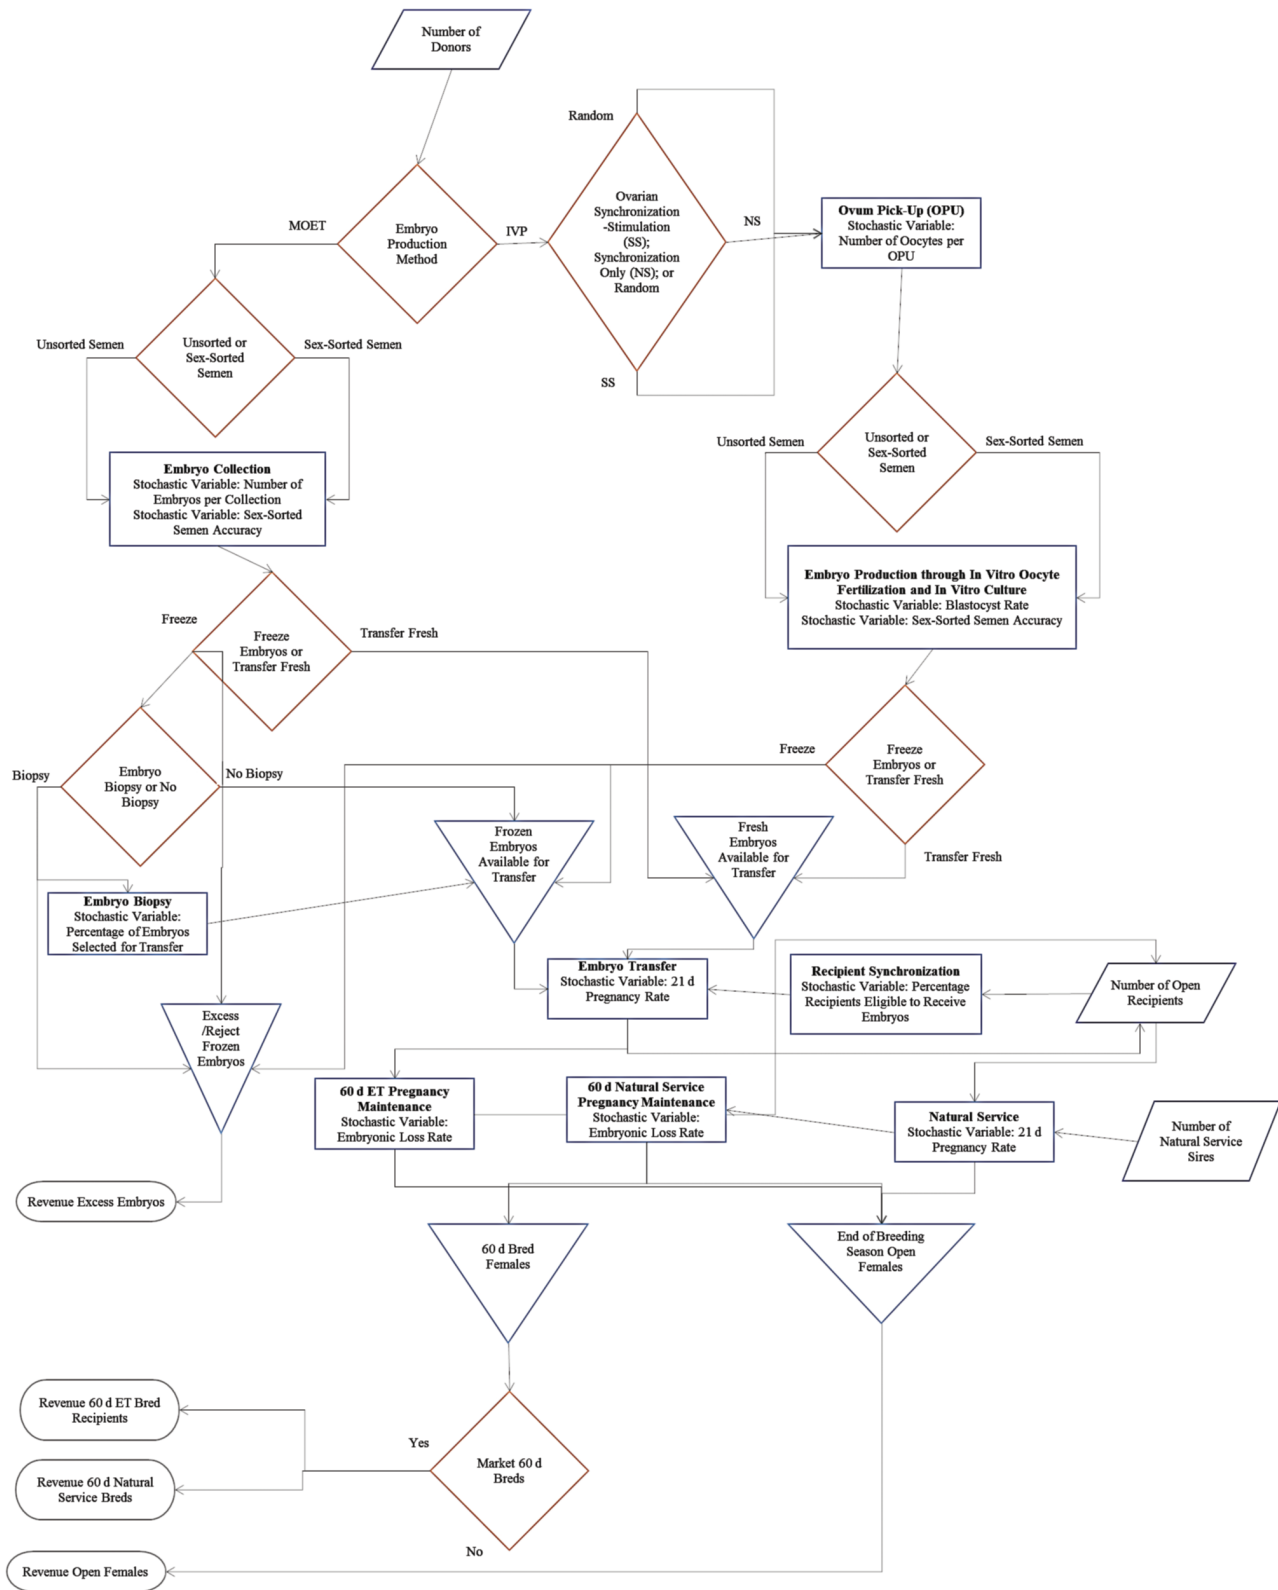 Number of
Donors
Random
MOET
Embryo
Production
Method
IVP
Ovarian
Synchronization
-Stimulation
(SS);
Synchronization
Only (NS); or
Random
NS
SS
Ovum Pick-Up (OPU)
Stochastic Variable:
Number of Oocytes per
OPU
Unsorted Semen
Unsorted or
Sex-Sorted
Semen
Sex-Sorted Semen
Unsorted Semen
Unsorted or
Sex-Sorted
Semen
Sex-Sorted Semen
Embryo Collection
Stochastic Variable: Number of
Embryos per Collection
Stochastic Variable: Sex-Sorted
Semen Accuracy
Embryo Production through In Vitro Oocyte
Fertilization and In Vitro Culture
Stochastic Variable: Blastocyst Rate
Stochastic Variable: Sex-Sorted Semen Accuracy
Freeze
Freeze
Embryos or
Transfer Fresh
Transfer Fresh
Freeze
Freeze
Embryos or
Transfer Fresh
Transfer Fresh
Biopsy
Embryo
Biopsy or No
Biopsy
No Biopsy
Frozen
Embryos
Available for
Transfer
Fresh
Embryos
Available for
Transfer
Embryo Biopsy
Stochastic Variable:
Percentage of Embryos
Selected for Transfer
Embryo Transfer
Stochastic Variable: 21 d
Pregnancy Rate
Recipient Synchronization
Stochastic Variable: Percentage
Recipients Eligible to Receive
Embryos
Number of Open
Recipients
Excess
/Reject
Frozen
Embryos
60 d ET Pregnancy
Maintenance
Stochastic Variable:
Embryonic Loss Rate
60 d Natural Service
Pregnancy Maintenance
Stochastic Variable:
Embryonic Loss Rate
Natural Service
Stochastic Variable: 21 d
Pregnancy Rate
Number of
Natural Service
Sires
Revenue Excess Embryos
60 d Bred
Females
End of Breeding
Season Open
Females
Revenue 60 d ET Bred
Recipients
Yes
Market 60 d
Breds
Revenue 60 d Natural
Service Breds
No
Revenue Open Females